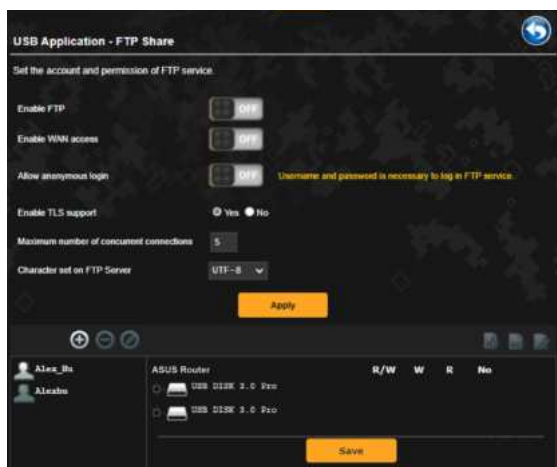 USB Application - FTP Share
Set the account and permission of FTP service.
Enable FTP OFF
Enable WAN access OFF
Allow anonymous login OFF Username and password is necessary to log in FTP service.
Enable TLS support Yes No
Maximum number of concurrent connections 5
Character set on FTP Server UTF-8
Apply
Alex_Hu
Alexhu
ASUS Router R/W W R No
USB DISK 2.0 Pro
USB DISK 3.0 Pro
Save